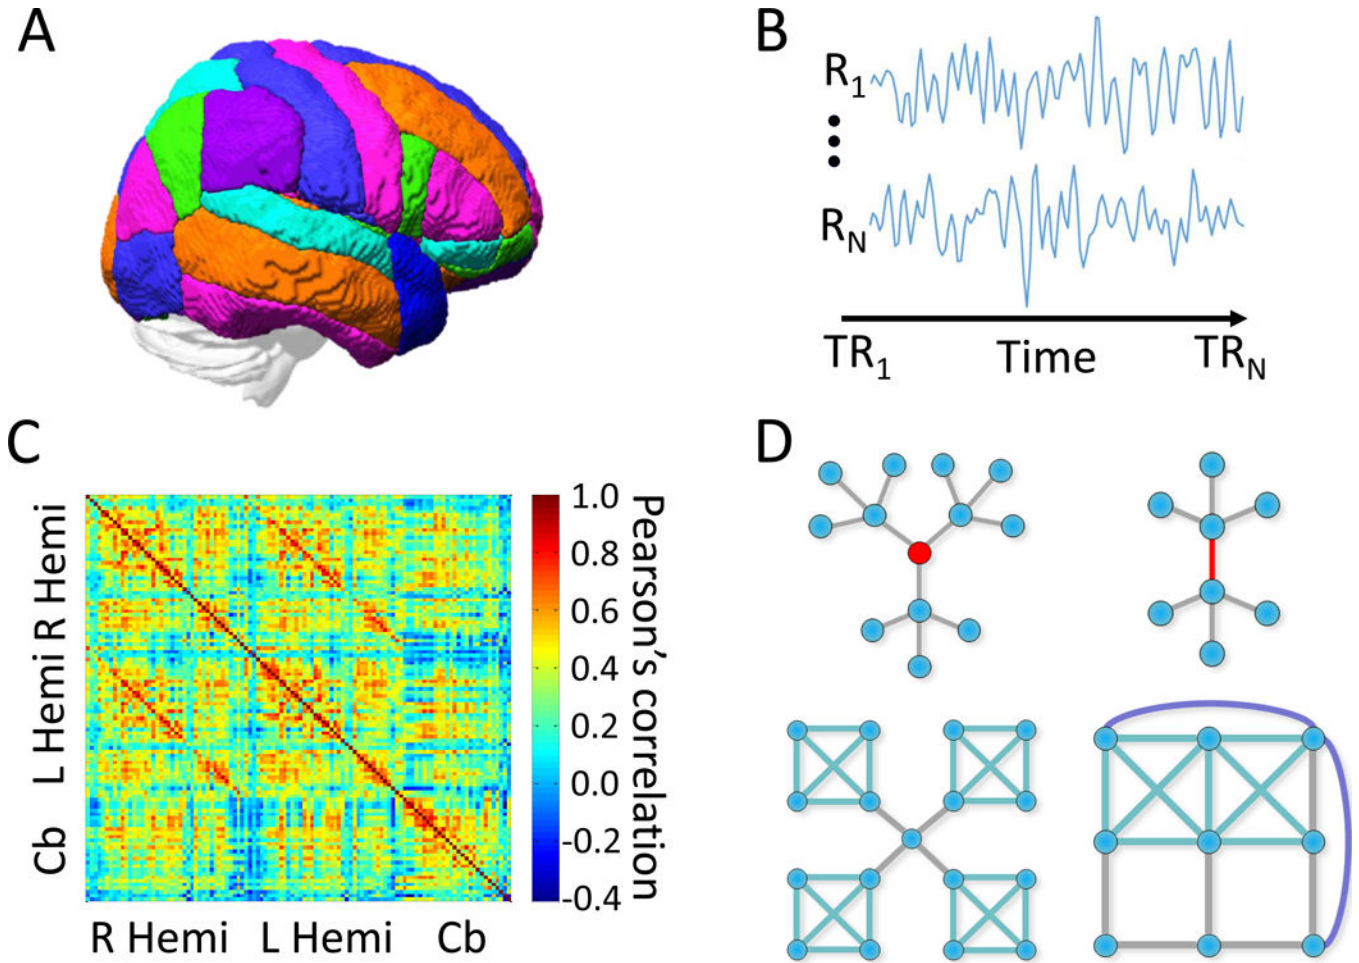 A
B
R1
RN
TR1 Time TRN
C
1.0
0.8
0.6
0.4
0.2
0.0
-0.2
-0.4
Pearson's correlation
R Hemi
L Hemi
Cb
R Hemi L Hemi Cb
D